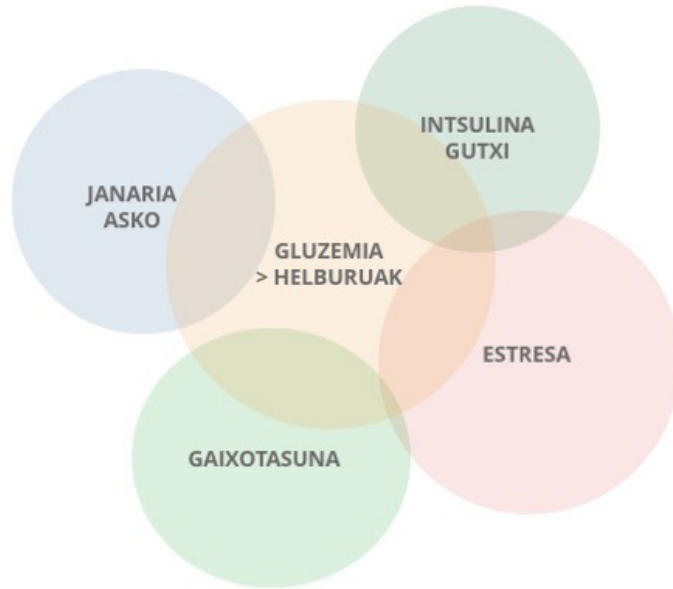 INTSULINA
GUTXI
JANARIA
ASKO
GLUZEMIA
> HELBURUAK
ESTRESA
GAIXOTASUNA